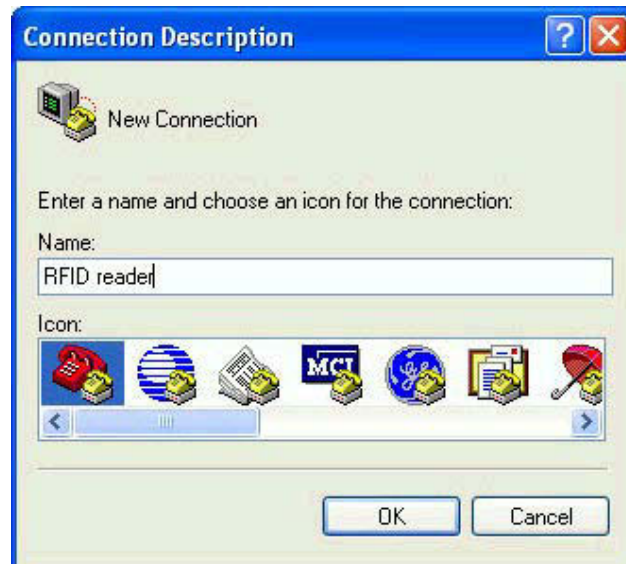 Connection Description
New Connection
Enter a name and choose an icon for the connection:
Name:
RFID reader
Icon:
MCI
OK
Cancel